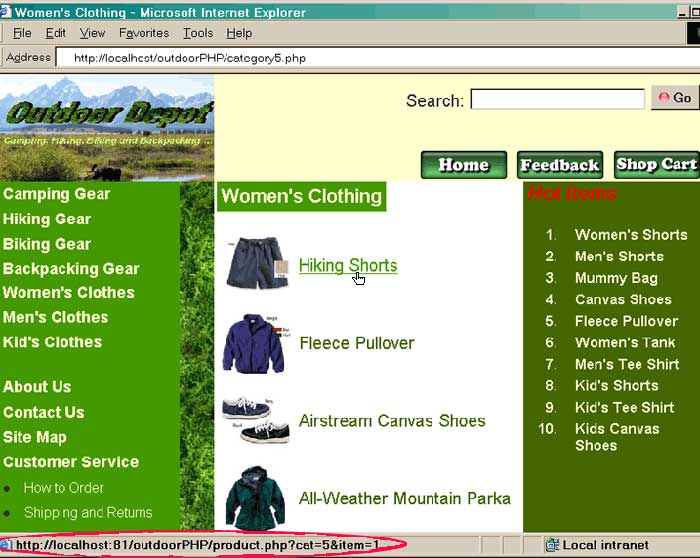 Women's Clothing - Microsoft Internet Explorer
File Edit View Favorites Tools Help
Address http://localhost/outdoorPHP/category5.php
Outdoor Depot
Camping, Hiking, Biking and Backpacking ...
Search: Go
Home Feedback Shop Cart
Camping Gear
Hiking Gear
Biking Gear
Backpacking Gear
Women's Clothes
Men's Clothes
Kid's Clothes
About Us
Contact Us
Site Map
Customer Service
How to Order
Shipping and Returns
Women's Clothing
Hiking Shorts
Fleece Pullover
Airstream Canvas Shoes
All-Weather Mountain Parka
Hot Items
1. Women's Shorts
2. Men's Shorts
3. Mummy Bag
4. Canvas Shoes
5. Fleece Pullover
6. Women's Tank
7. Men's Tee Shirt
8. Kid's Shorts
9. Kid's Tee Shirt
10. Kids Canvas
Shoes
http://localhost:81/outdoorPHP/product.php?cat=5&item=1
Local intranet